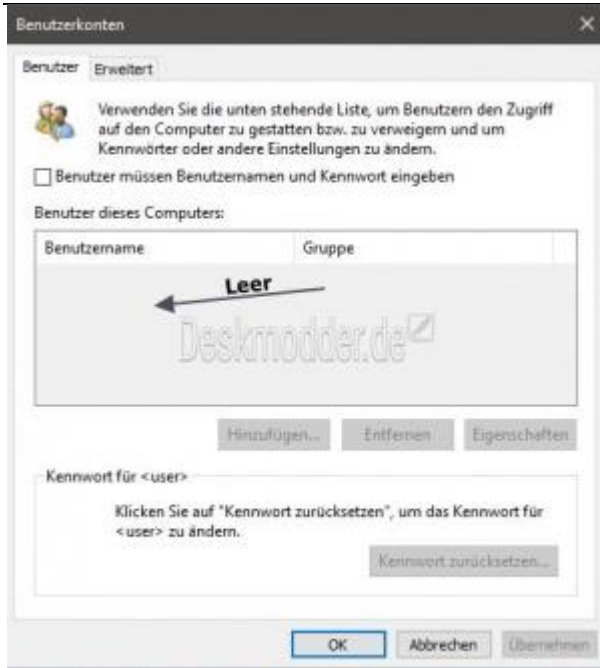 Benutzerkonten
Benutzer Erweitert
Verwenden Sie die unten stehende Liste, um Benutzern den Zugriff
auf den Computer zu gestatten bzw. zu verweigern und um
Kennwörter oder andere Einstellungen zu ändern.
Benutzer müssen Benutzernamen und Kennwort eingeben
Benutzer dieses Computers:
Benutzername Gruppe
Leer
Deskmodder.de
Hinzufügen... Entfernen Eigenschaften
Kennwort für <user>
Klicken Sie auf "Kennwort zurücksetzen", um das Kennwort für
<user> zu ändern.
Kennwort zurücksetzen...
OK Abbrechen Übernehmen